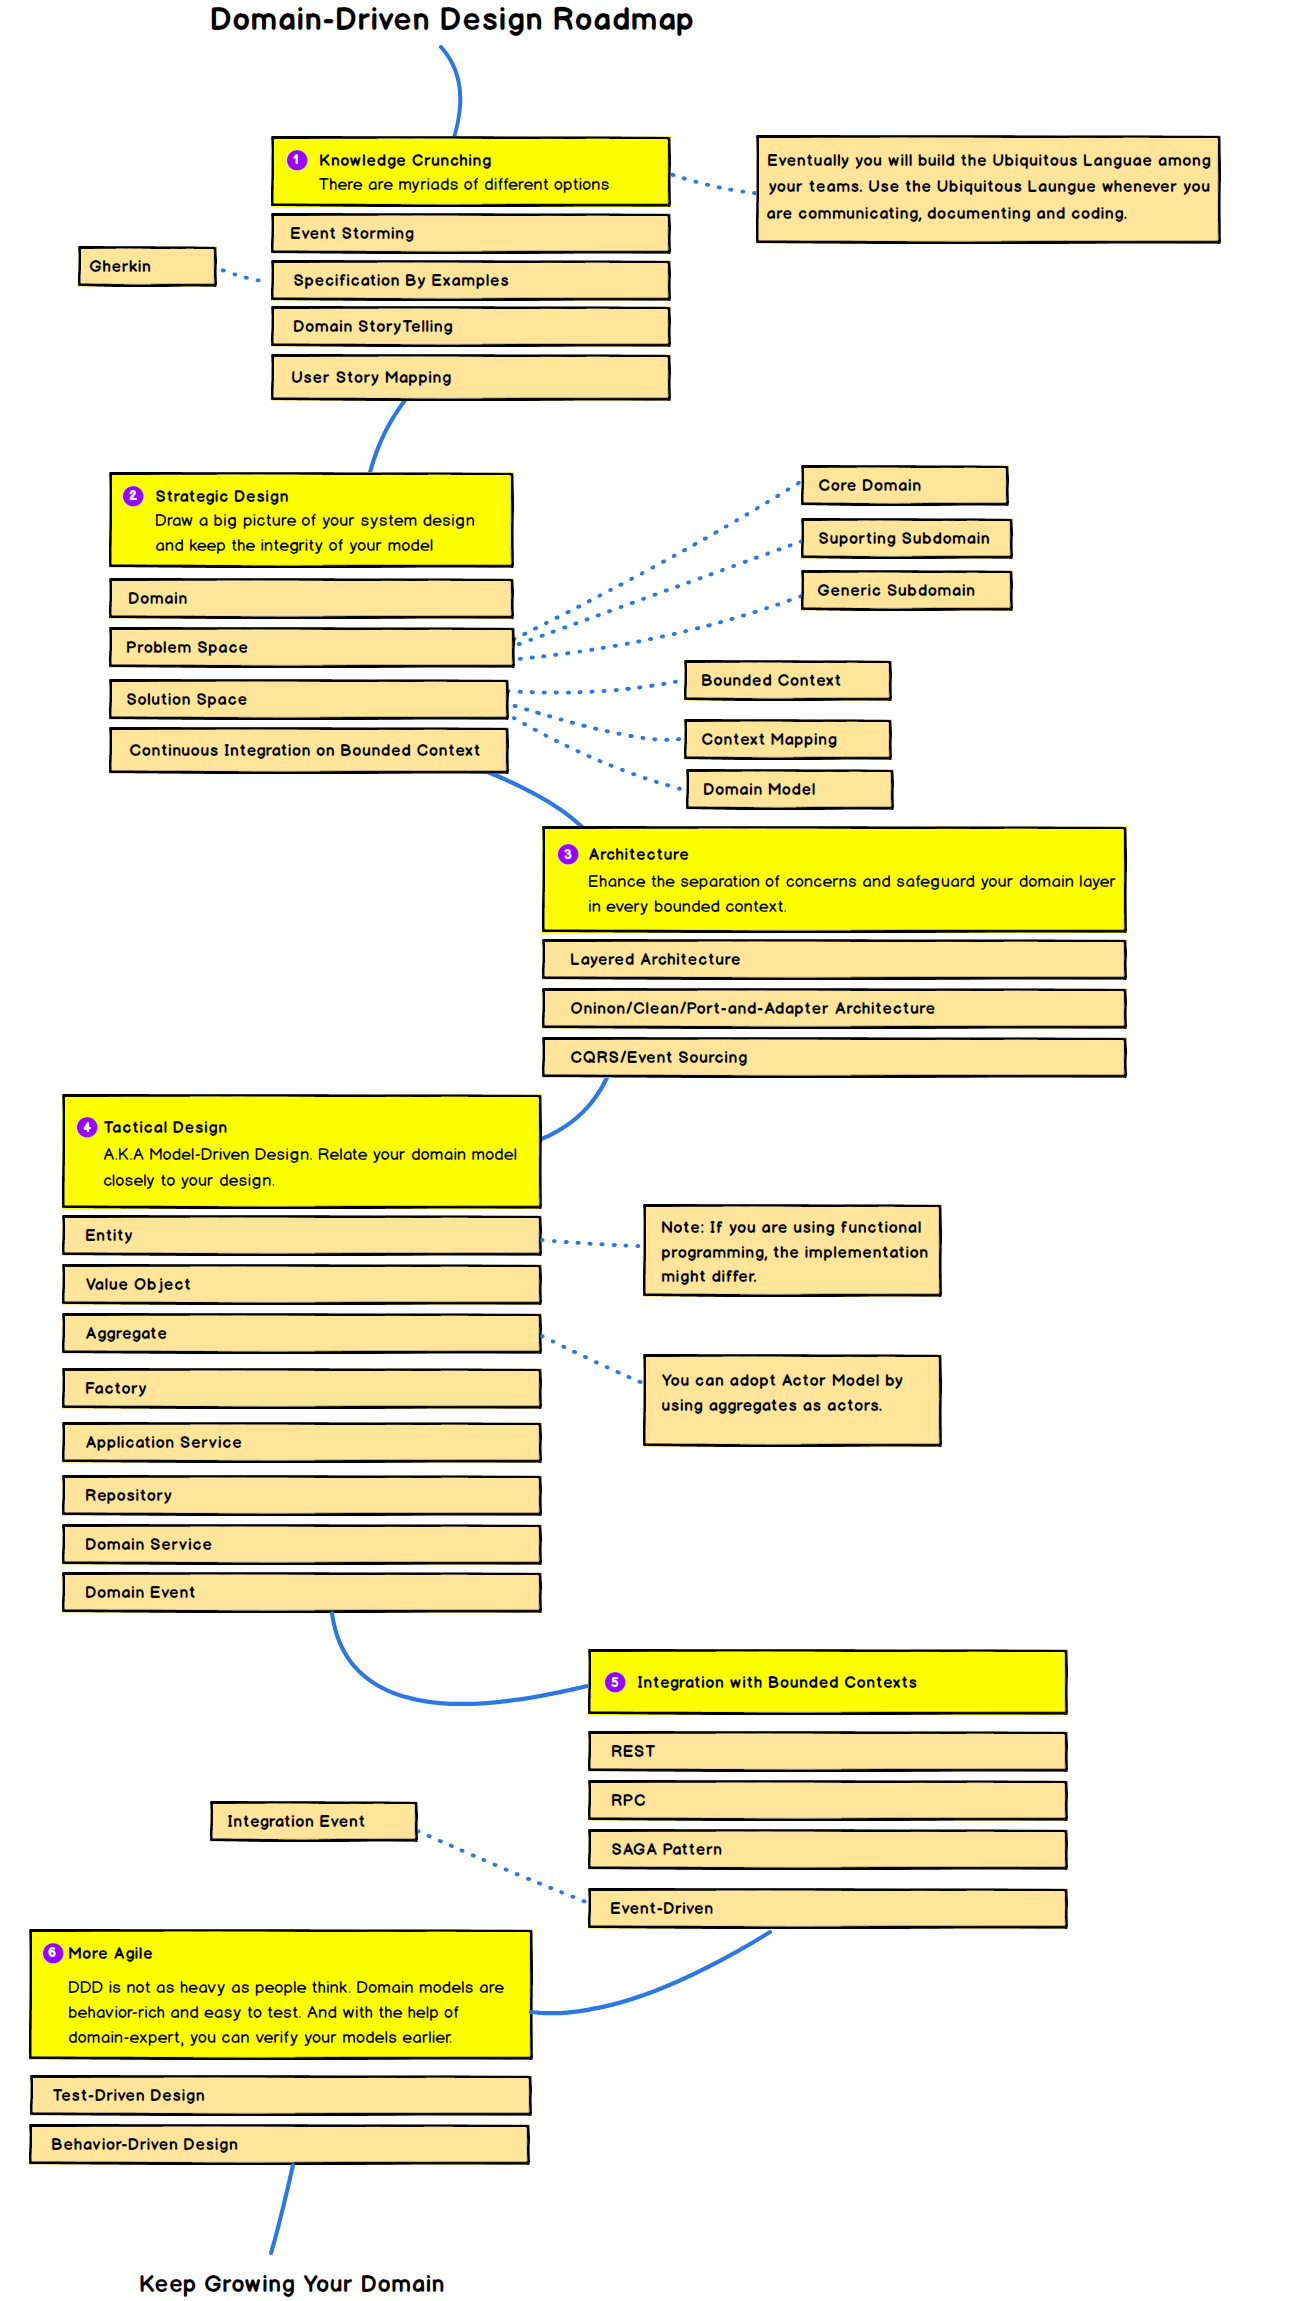 Domain-Driven Design Roadmap
1 Knowledge Crunching
There are myriads of different options
Eventually you will build the Ubiquitous Languae among
your teams. Use the Ubiquitous Laungue whenever you
are communicating, documenting and coding.
Event Storming
Gherkin
Specification By Examples
Domain StoryTelling
User Story Mapping
2 Strategic Design
Draw a big picture of your system design
and keep the integrity of your model
Core Domain
Suporting Subdomain
Generic Subdomain
Domain
Problem Space
Solution Space
Continuous Integration on Bounded Context
Bounded Context
Context Mapping
Domain Model
3 Architecture
Ehance the separation of concerns and safeguard your domain layer
in every bounded context.
Layered Architecture
Oninon/Clean/Port-and-Adapter Architecture
CQRS/Event Sourcing
4 Tactical Design
A.K.A Model-Driven Design. Relate your domain model
closely to your design.
Entity
Note: If you are using functional
programming, the implementation
might differ.
Value Object
Aggregate
You can adopt Actor Model by
using aggregates as actors.
Factory
Application Service
Repository
Domain Service
Domain Event
5 Integration with Bounded Contexts
REST
RPC
SAGA Pattern
Integration Event
Event-Driven
6 More Agile
DDD is not as heavy as people think. Domain models are
behavior-rich and easy to test. And with the help of
domain-expert, you can verify your models earlier.
Test-Driven Design
Behavior-Driven Design
Keep Growing Your Domain